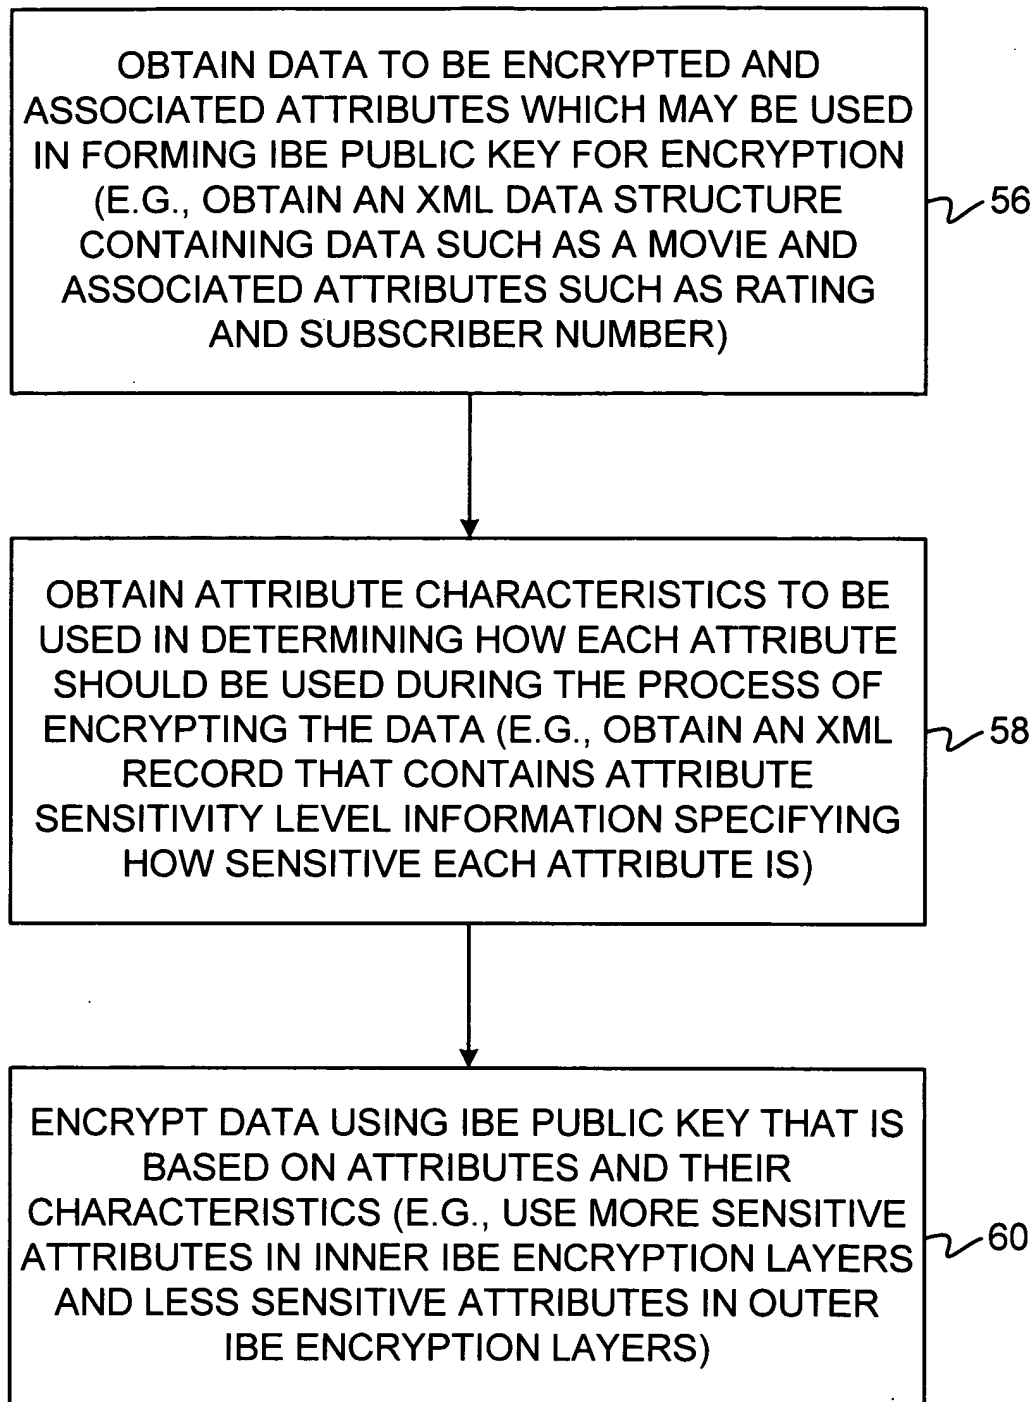 OBTAIN DATA TO BE ENCRYPTED AND
ASSOCIATED ATTRIBUTES WHICH MAY BE USED
IN FORMING IBE PUBLIC KEY FOR ENCRYPTION
(E.G., OBTAIN AN XML DATA STRUCTURE
CONTAINING DATA SUCH AS A MOVIE AND
ASSOCIATED ATTRIBUTES SUCH AS RATING
AND SUBSCRIBER NUMBER)
56
OBTAIN ATTRIBUTE CHARACTERISTICS TO BE
USED IN DETERMINING HOW EACH ATTRIBUTE
SHOULD BE USED DURING THE PROCESS OF
ENCRYPTING THE DATA (E.G., OBTAIN AN XML
RECORD THAT CONTAINS ATTRIBUTE
SENSITIVITY LEVEL INFORMATION SPECIFYING
HOW SENSITIVE EACH ATTRIBUTE IS)
58
ENCRYPT DATA USING IBE PUBLIC KEY THAT IS
BASED ON ATTRIBUTES AND THEIR
CHARACTERISTICS (E.G., USE MORE SENSITIVE
ATTRIBUTES IN INNER IBE ENCRYPTION LAYERS
AND LESS SENSITIVE ATTRIBUTES IN OUTER
IBE ENCRYPTION LAYERS)
60